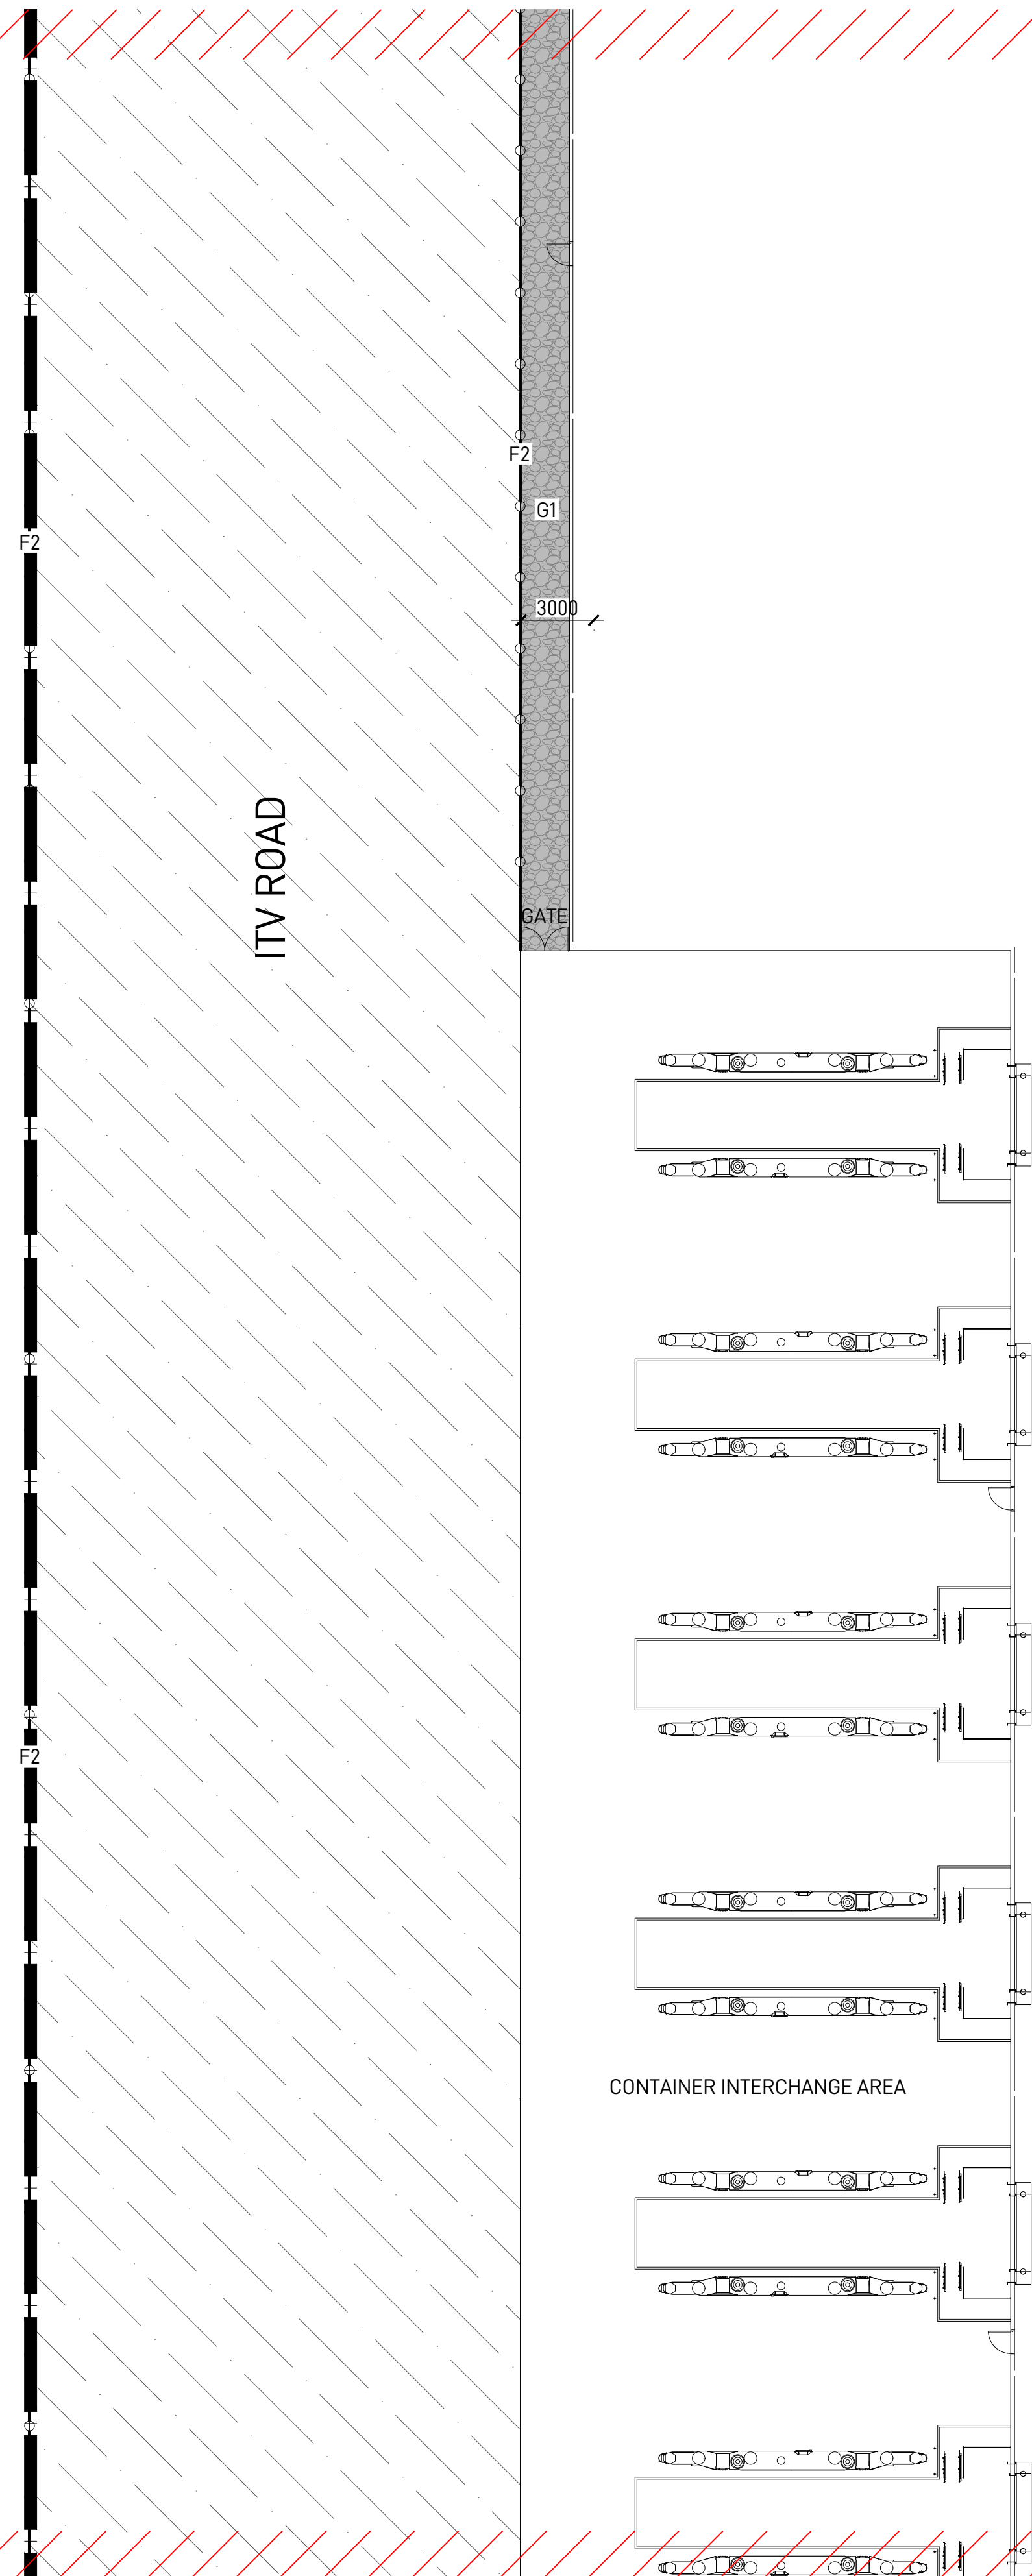 F2
G1
F2
3000
ITV ROAD
GATE
F2
CONTAINER INTERCHANGE AREA